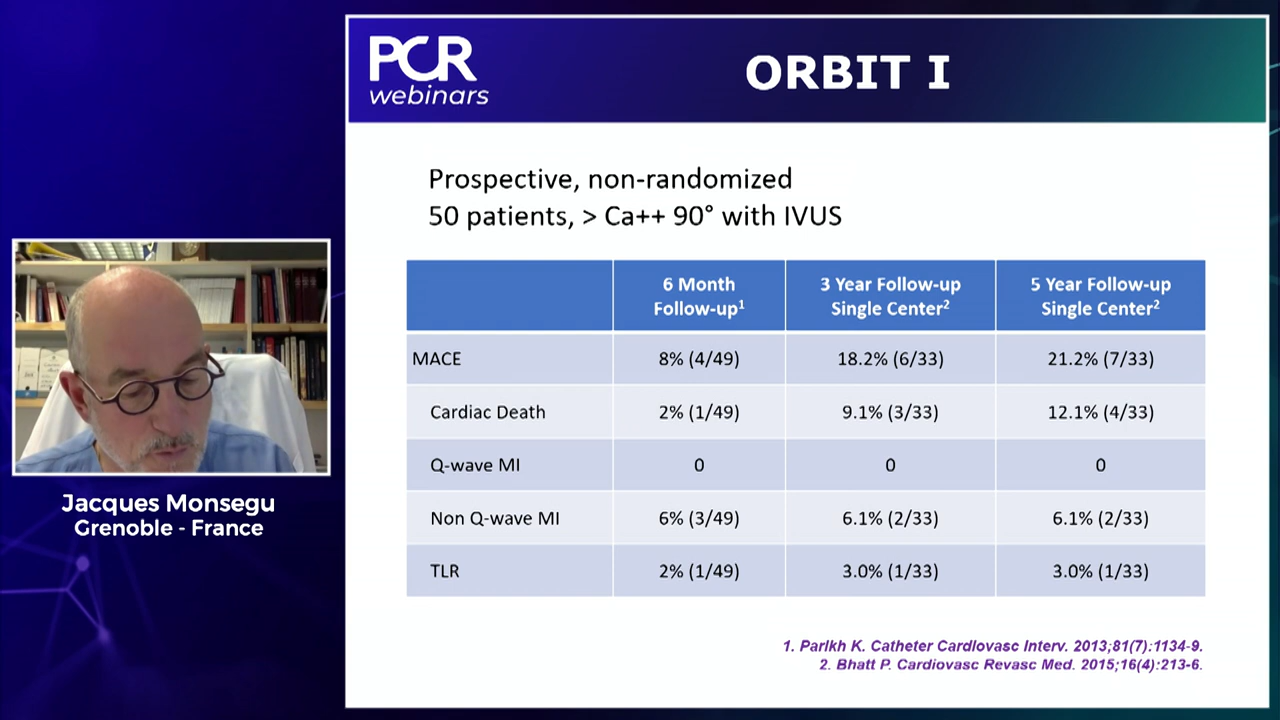 PCR
webinars
ORBIT I
Prospective, non-randomized
50 patients, > Ca++ 90° with IVUS
6 Month
Follow-up1
3 Year Follow-up
Single Center2
5 Year Follow-up
Single Center2
MACE 8% (4/49) 18.2% (6/33) 21.2% (7/33)
Cardiac Death 2% (1/49) 9.1% (3/33) 12.1% (4/33)
Q-wave MI 0 0 0
Non Q-wave MI 6% (3/49) 6.1% (2/33) 6.1% (2/33)
TLR 2% (1/49) 3.0% (1/33) 3.0% (1/33)
1. Parikh K. Catheter Cardiovasc Interv. 2013;81(7):1134-9.
2. Bhatt P. Cardiovasc Revasc Med. 2015;16(4):213-6.
Jacques Monsegu
Grenoble - France